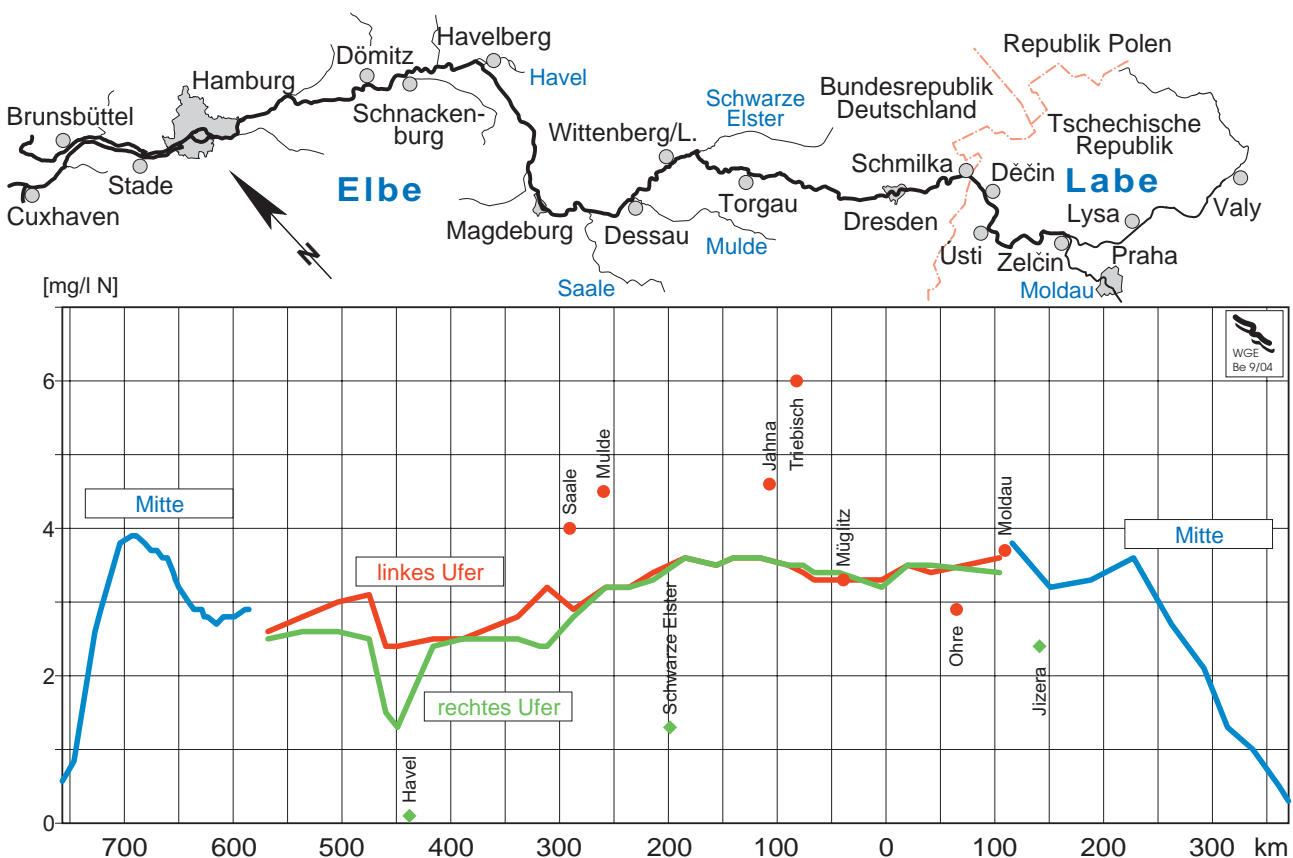 Republik Polen
Havelberg
Dömitz
Hamburg
Havel
Bundesrepublik
Deutschland
Schwarze
Elster
Schnacken-
burg
Brunsbüttel
Tschechische
Republik
Wittenberg/L.
Schmilka
Děčin
Labe
Stade
Elbe
Torgau
Cuxhaven
Dresden
Lysa
Valy
Magdeburg
Dessau
Mulde
Ústi
Zelčin
Praha
N
Saale
Moldau
[mg/l N]
WGE
Be 9/04
6
Triebisch
Jahna
Mulde
Saale
Mitte
4
Müglitz
Moldau
Mitte
linkes Ufer
Schwarze Elster
Ohre
Jizera
rechtes Ufer
2
Havel
0
700 600 500 400 300 200 100 0 100 200 300 km